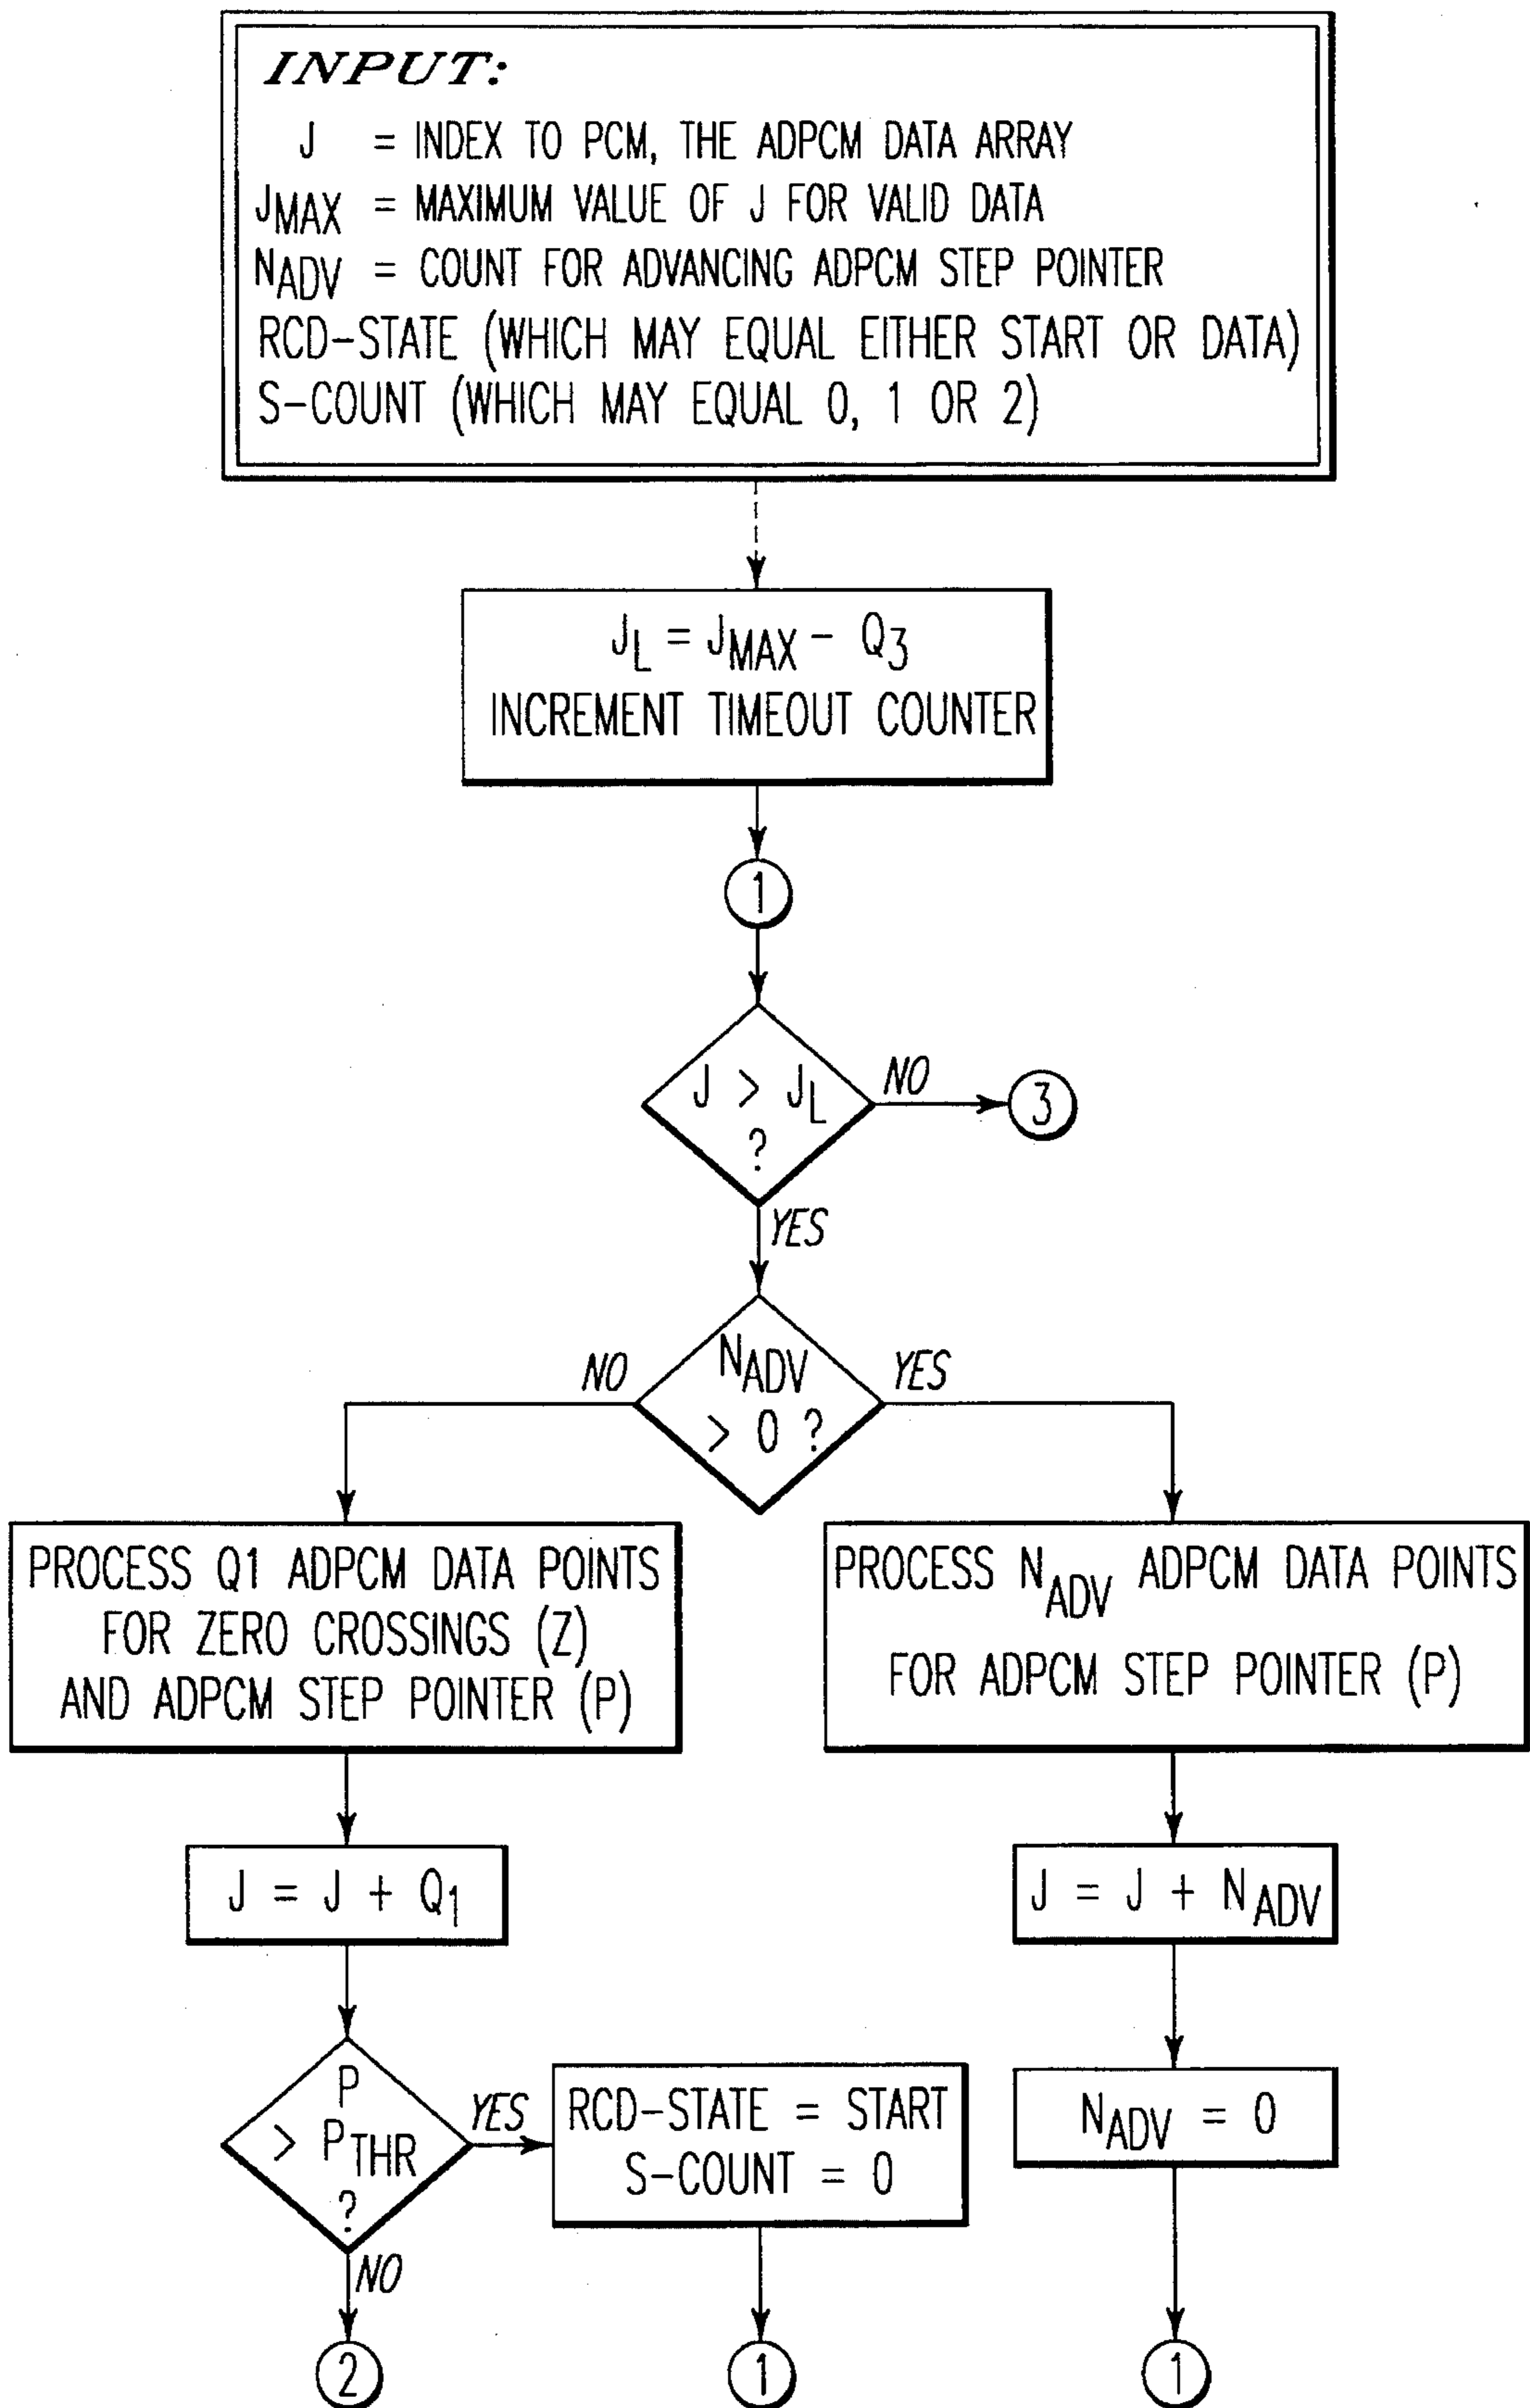 INPUT:
J = INDEX TO PCM, THE ADPCM DATA ARRAY
JMAX = MAXIMUM VALUE OF J FOR VALID DATA
NADV = COUNT FOR ADVANCING ADPCM STEP POINTER
RCD-STATE (WHICH MAY EQUAL EITHER START OR DATA)
S-COUNT (WHICH MAY EQUAL 0, 1 OR 2)
JL = JMAX - Q3
INCREMENT TIMEOUT COUNTER
1
J > JL
?
NO
3
YES
NADV
> 0 ?
NO
YES
PROCESS Q1 ADPCM DATA POINTS
FOR ZERO CROSSINGS (Z)
AND ADPCM STEP POINTER (P)
PROCESS NADV ADPCM DATA POINTS
FOR ADPCM STEP POINTER (P)
J = J + Q1
J = J + NADV
P
> PTHR
?
YES
RCD-STATE = START
S-COUNT = 0
NADV = 0
NO
2
1
1